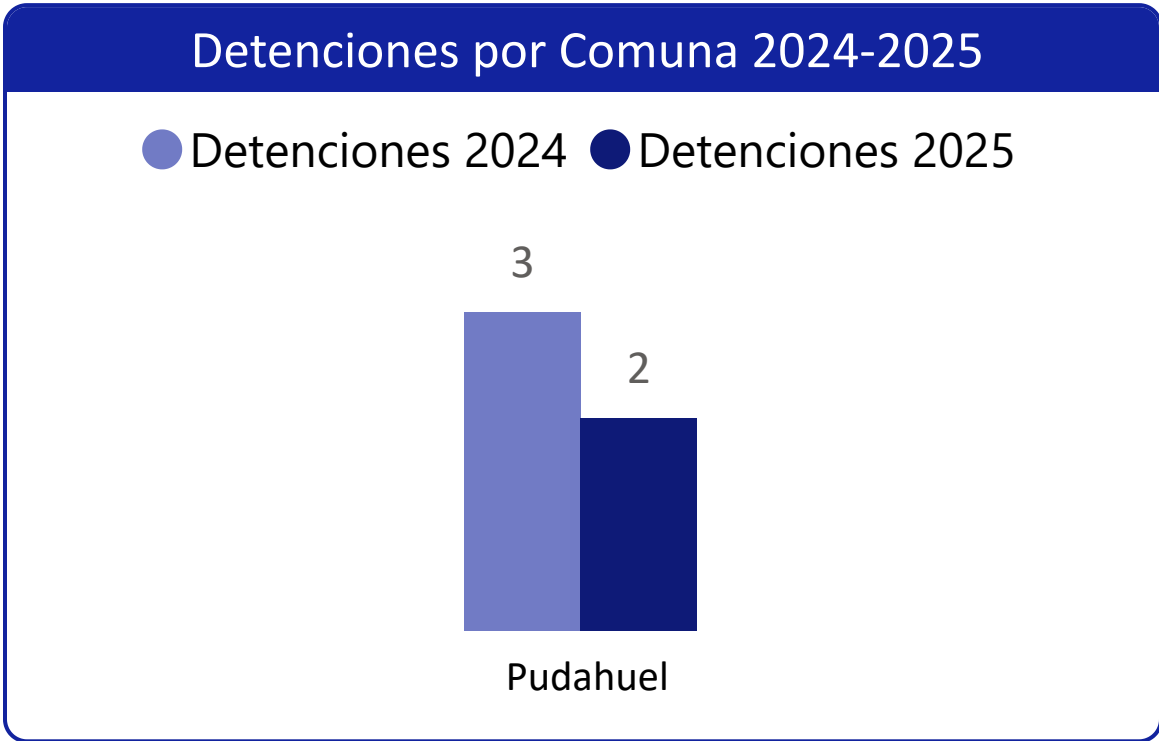 Detenciones por Comuna 2024-2025
Detenciones 2024 Detenciones 2025
3
2
Pudahuel